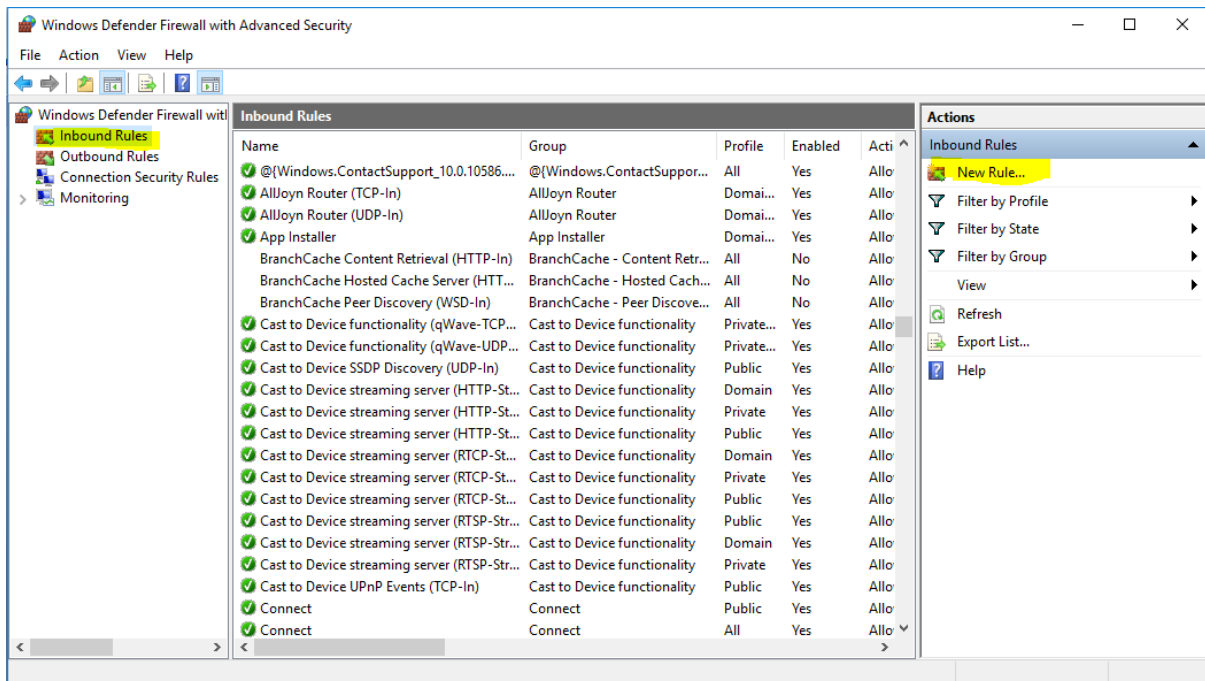 Windows Defender Firewall with Advanced Security
File Action View Help
Windows Defender Firewall witl
Inbound Rules
Outbound Rules
Connection Security Rules
Monitoring
Inbound Rules
Name Group Profile Enabled Acti
@{Windows.ContactSupport_10.0.10586.... @{Windows.ContactSuppor... All Yes Allo
AllJoyn Router (TCP-In) AllJoyn Router Domai... Yes Allo
AllJoyn Router (UDP-In) AllJoyn Router Domai... Yes Allo
App Installer App Installer Domai... Yes Allo
BranchCache Content Retrieval (HTTP-In) BranchCache - Content Retr... All No Allo
BranchCache Hosted Cache Server (HTT... BranchCache - Hosted Cach... All No Allo
BranchCache Peer Discovery (WSD-In) BranchCache - Peer Discove... All No Allo
Cast to Device functionality (qWave-TCP... Cast to Device functionality Private... Yes Allo
Cast to Device functionality (qWave-UDP... Cast to Device functionality Private... Yes Allo
Cast to Device SSDP Discovery (UDP-In) Cast to Device functionality Public Yes Allo
Cast to Device streaming server (HTTP-St... Cast to Device functionality Domain Yes Allo
Cast to Device streaming server (HTTP-St... Cast to Device functionality Private Yes Allo
Cast to Device streaming server (HTTP-St... Cast to Device functionality Public Yes Allo
Cast to Device streaming server (RTCP-St... Cast to Device functionality Domain Yes Allo
Cast to Device streaming server (RTCP-St... Cast to Device functionality Private Yes Allo
Cast to Device streaming server (RTCP-St... Cast to Device functionality Public Yes Allo
Cast to Device streaming server (RTSP-Str... Cast to Device functionality Public Yes Allo
Cast to Device streaming server (RTSP-Str... Cast to Device functionality Domain Yes Allo
Cast to Device streaming server (RTSP-Str... Cast to Device functionality Private Yes Allo
Cast to Device UPnP Events (TCP-In) Cast to Device functionality Public Yes Allo
Connect Connect Public Yes Allo
Connect Connect All Yes Allo
Actions
Inbound Rules
New Rule...
Filter by Profile
Filter by State
Filter by Group
View
Refresh
Export List...
Help